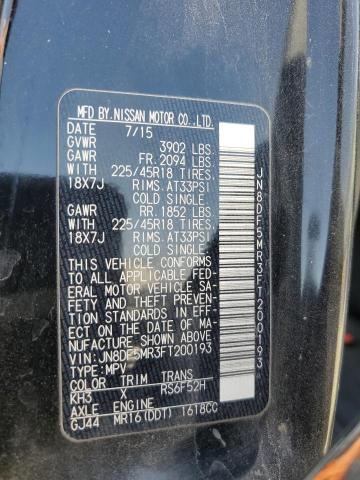 MFD BY NISSAN MOTOR CO.,LTD.
DATE 7/15
GVWR 3902 LBS.
GAWR FR. 2094 LBS.
WITH 225/45R18 TIRES.
18X7J RIMS. AT33PSI
COLD SINGLE.
GAWR RR. 1852 LBS.
WITH 225/45R18 TIRES.
18X7J RIMS. AT33PSI
COLD SINGLE.
THIS VEHICLE CONFORMS
TO ALL APPLICABLE FED-
ERAL MOTOR VEHICLE SA-
FETY AND THEFT PREVEN-
TION STANDARDS IN EFF-
ECT ON THE DATE OF MA-
NUFACTURE SHOWN ABOVE.
VIN: JN8DF5MR3FT200193
TYPE: MPV
COLOR TRIM TRANS
KH3 X RS6F52H
AXLE ENGINE
GJ44 MR16(DDT) 1618CC
JN8DF5MR3FT200193